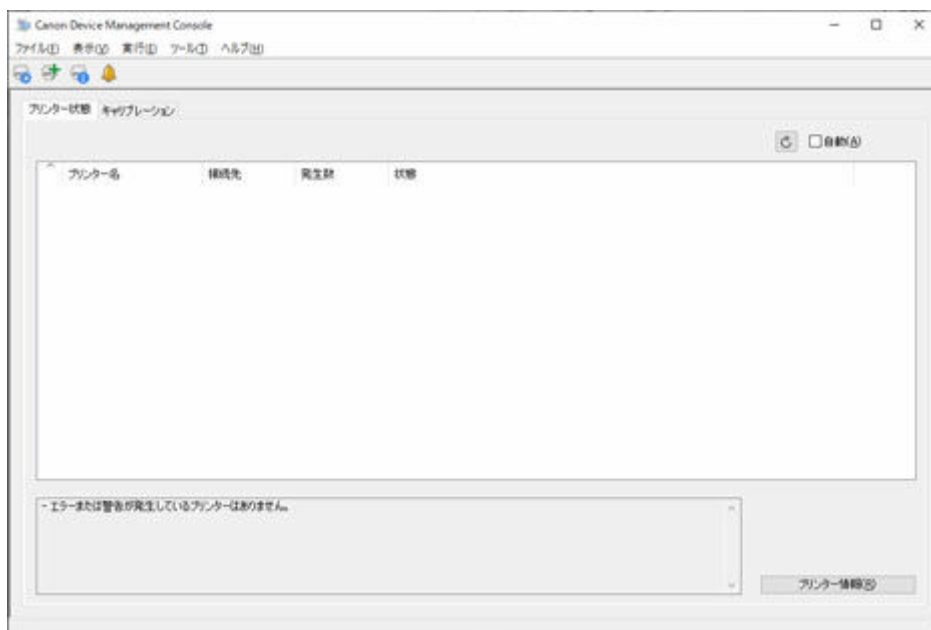 Canon Device Management Console
ファイル(F) 表示(V) 実行(E) ツール(T) ヘルプ(H)
プリンター状態 キャリブレーション
自動(A)
プリンター名 接続先 発生数 状態
- エラーまたは警告が発生しているプリンターはありません。
プリンター情報(R)